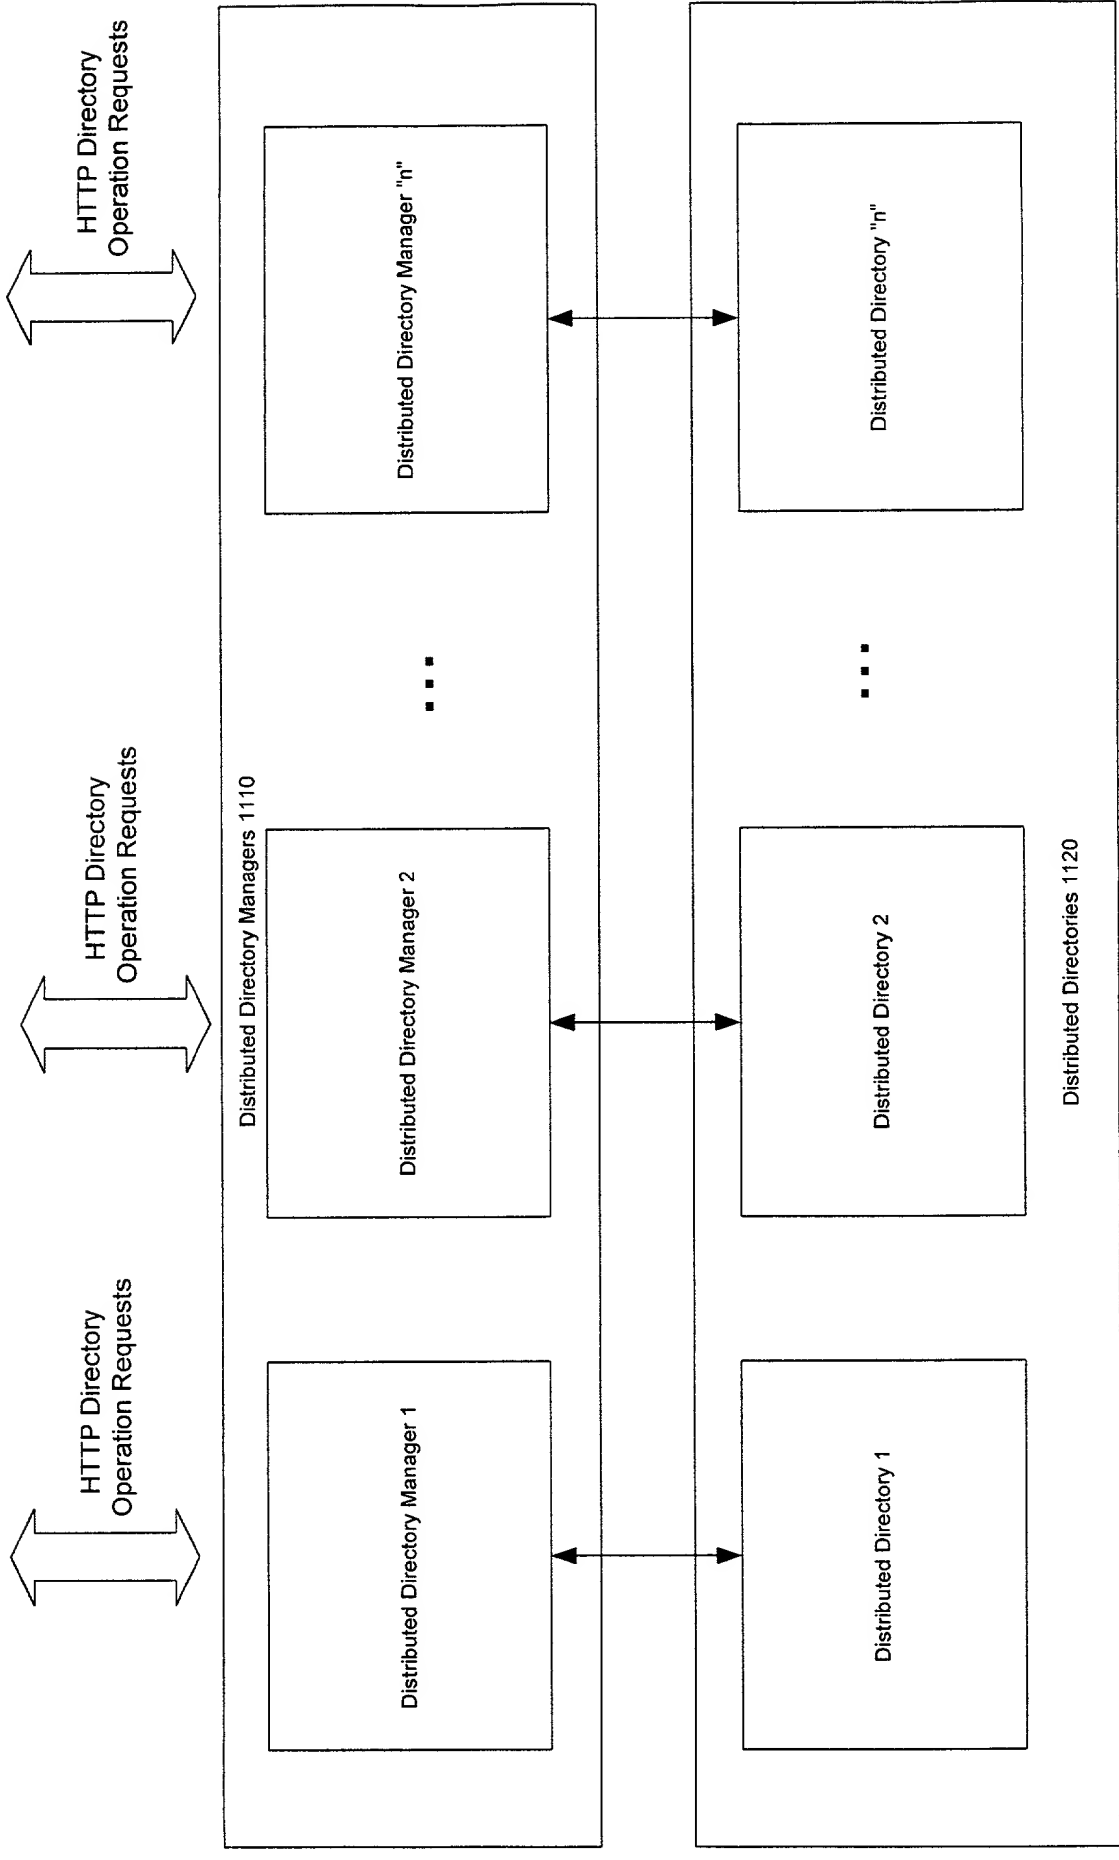 HTTP Directory
Operation Requests
HTTP Directory
Operation Requests
HTTP Directory
Operation Requests
Distributed Directory Managers 1110
Distributed Directory Manager 1
Distributed Directory Manager 2
...
Distributed Directory Manager "n"
Distributed Directory 1
Distributed Directory 2
...
Distributed Directory "n"
Distributed Directories 1120